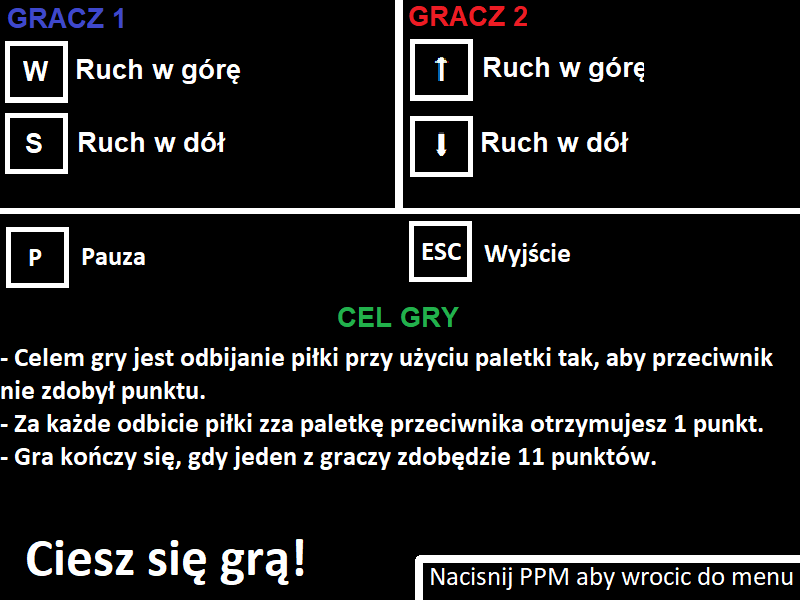 GRACZ 1
W Ruch w górę
S Ruch w dół
GRACZ 2
↑ Ruch w górę
↓ Ruch w dół
P Pauza
ESC Wyjście
CEL GRY
- Celem gry jest odbijanie piłki przy użyciu paletki tak, aby przeciwnik
nie zdobył punktu.
- Za każde odbicie piłki zza paletkę przeciwnika otrzymujesz 1 punkt.
- Gra kończy się, gdy jeden z graczy zdobędzie 11 punktów.
Ciesz się grą!
Nacisnij PPM aby wrocic do menu